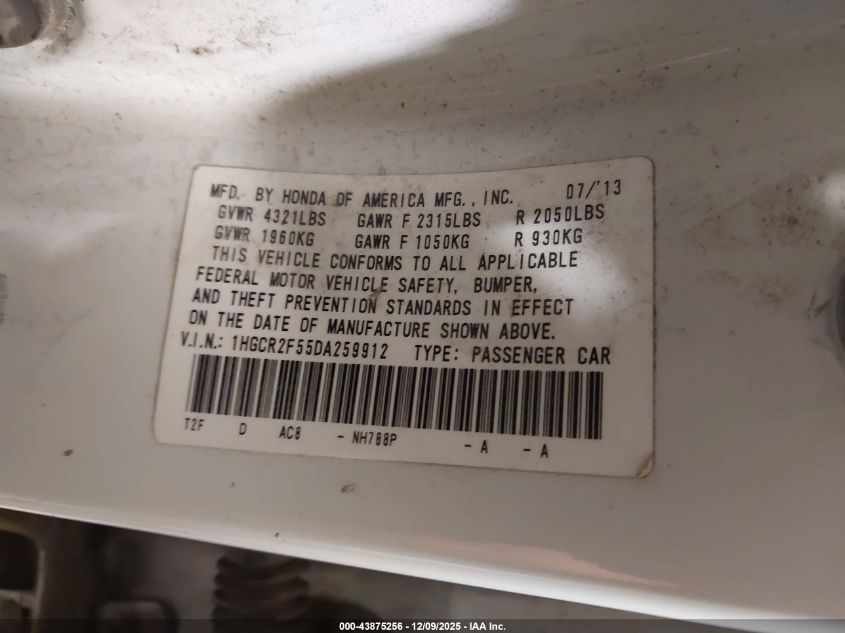 MFD. BY HONDA OF AMERICA MFG., INC. 07/'13
GVWR 4321LBS GAWR F 2315LBS R 2050LBS
GVWR 1960KG GAWR F 1050KG R 930KG
THIS VEHICLE CONFORMS TO ALL APPLICABLE
FEDERAL MOTOR VEHICLE SAFETY, BUMPER,
AND THEFT PREVENTION STANDARDS IN EFFECT
ON THE DATE OF MANUFACTURE SHOWN ABOVE.
V.I.N.: 1HGCR2F55DA259912 TYPE: PASSENGER CAR
T2F D AC8 - NH788P - A - A
000-43875256 - 12/09/2025 - IAA Inc.